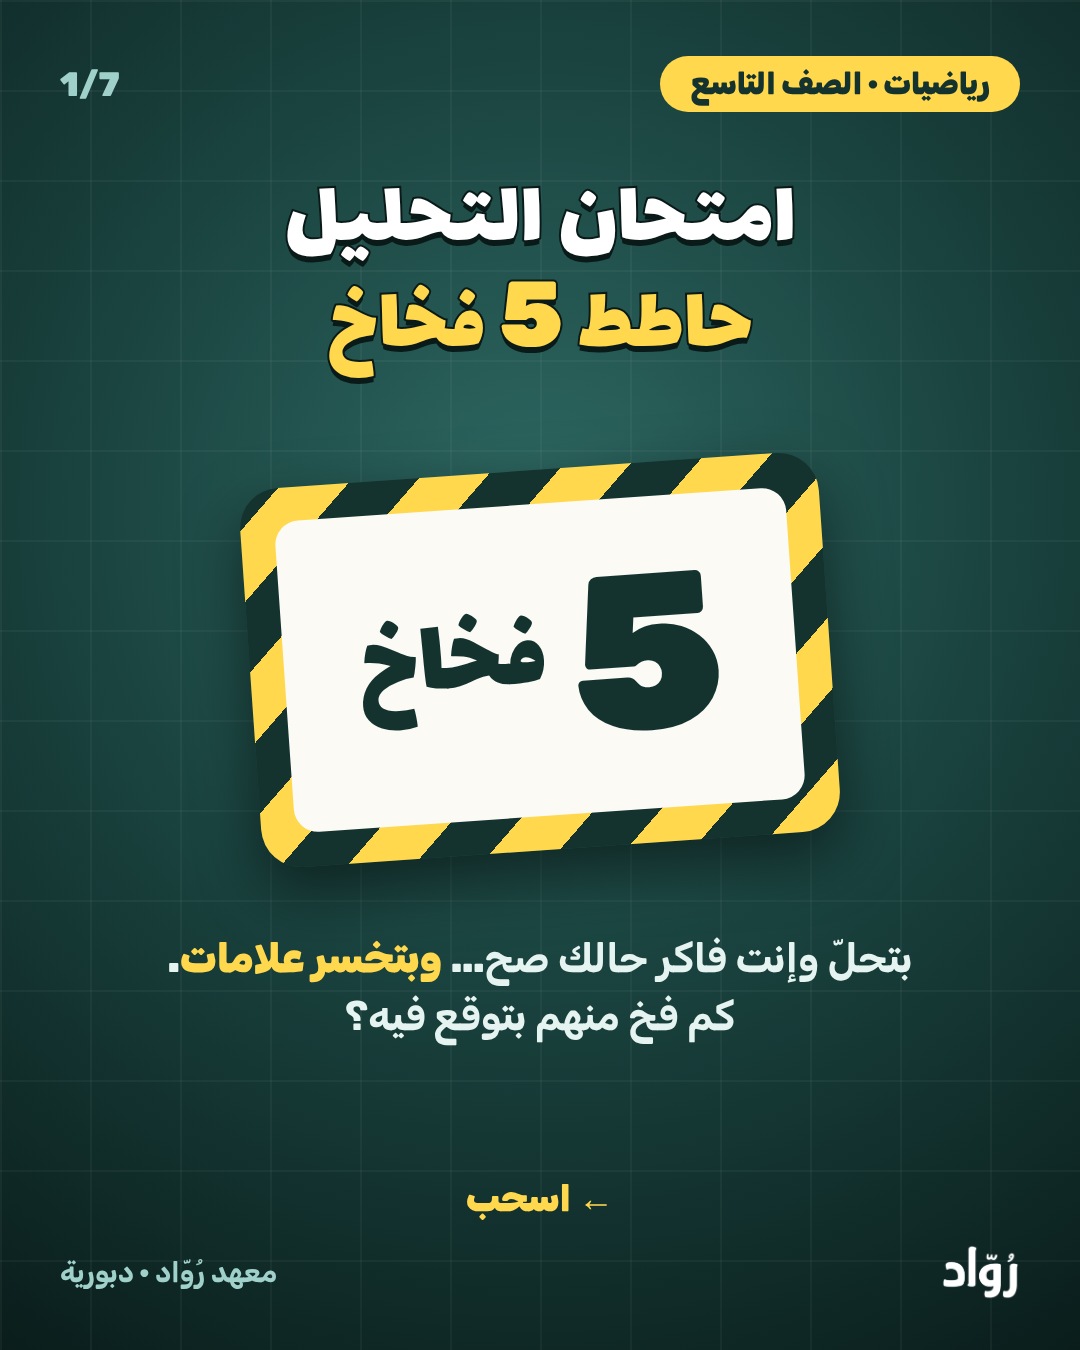 رياضيات • الصف التاسع
1/7
امتحان التحليل
حاطط 5 فخاخ
5 فخاخ
بتحلّ وإنت فاكر حالك صح... وبتخسر علامات.
كم فخ منهم بتوقع فيه؟
← اسحب
رُوّاد
معهد رُوّاد • دبورية